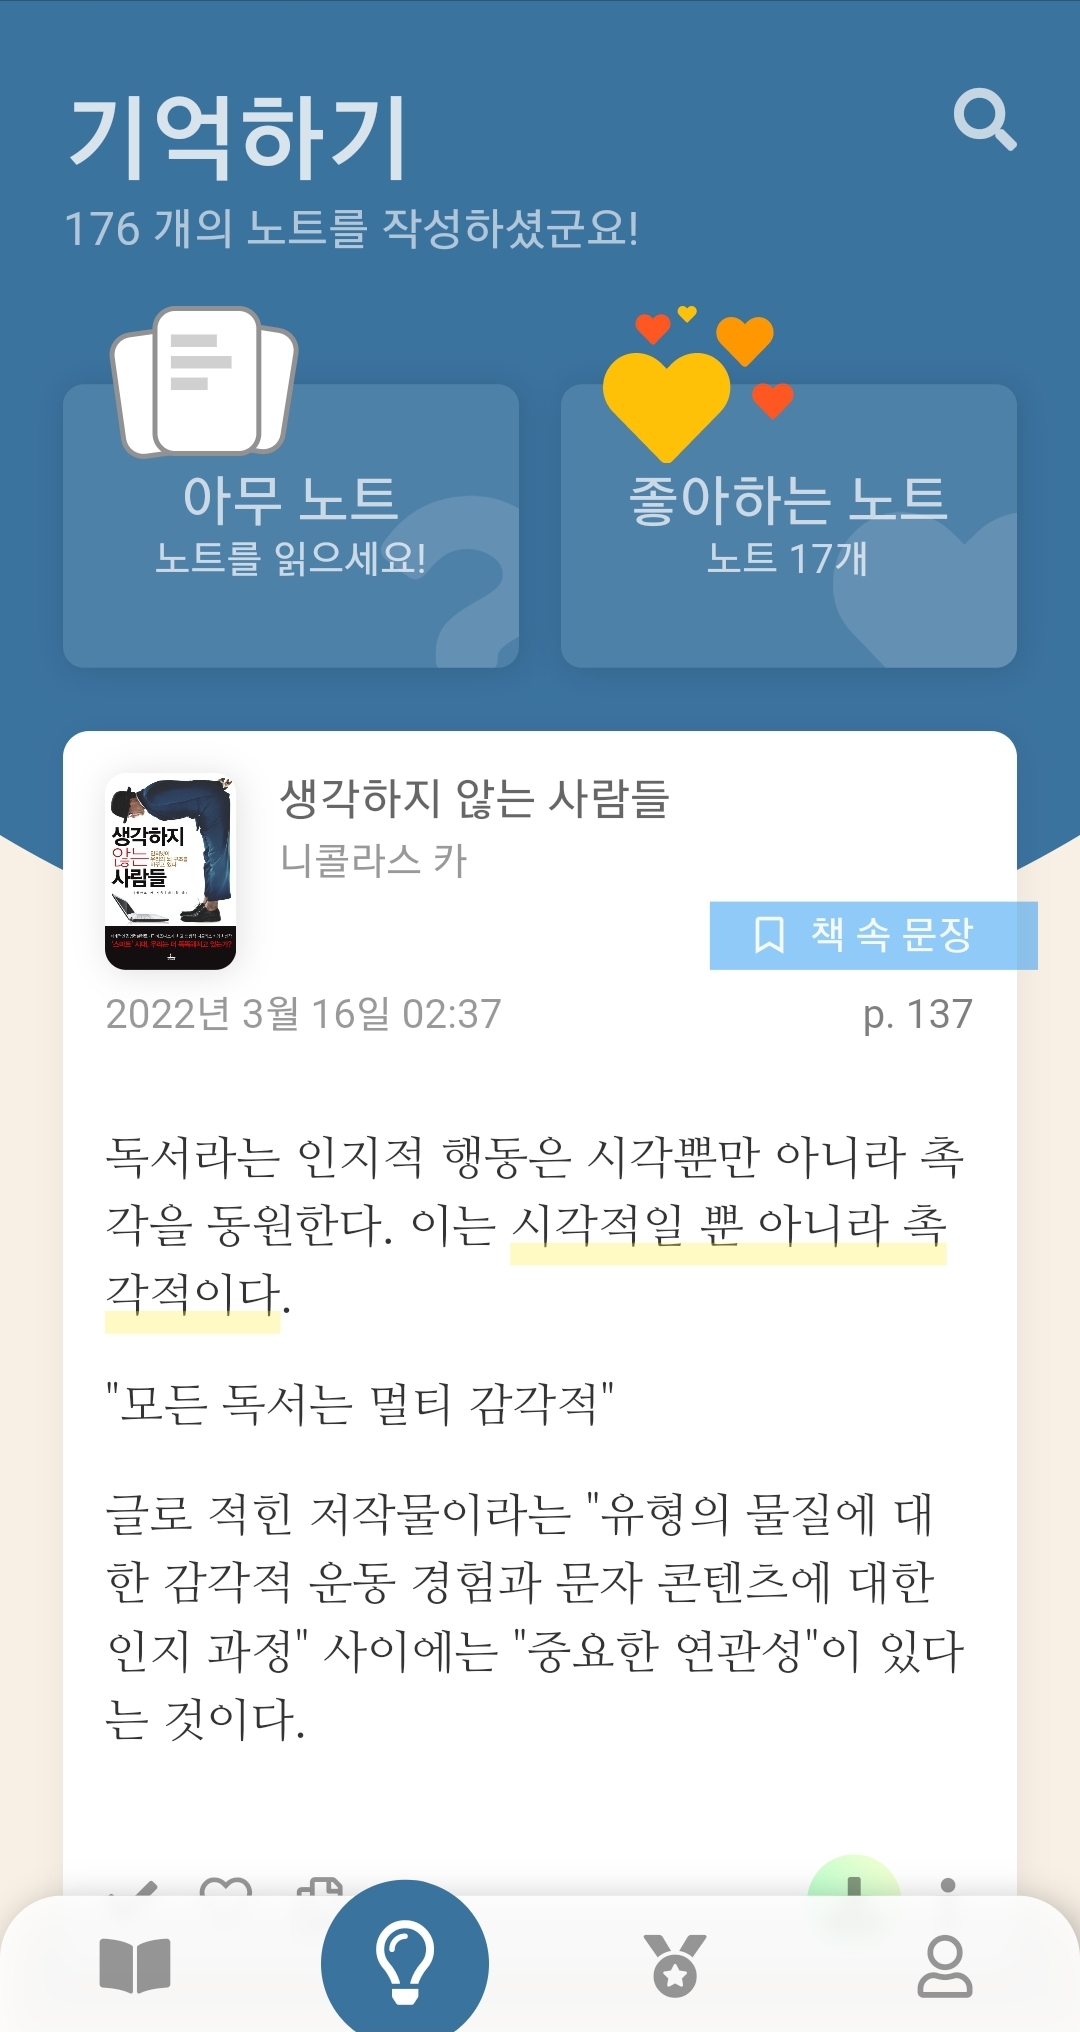 기억하기
176 개의 노트를 작성하셨군요!
아무 노트
노트를 읽으세요!
좋아하는 노트
노트 17개
생각하지
않는
사람들
생각하지 않는 사람들
니콜라스 카
책 속 문장
2022년 3월 16일 02:37
p. 137
독서라는 인지적 행동은 시각뿐만 아니라 촉
각을 동원한다. 이는 시각적일 뿐 아니라 촉
각적이다.
"모든 독서는 멀티 감각적"
글로 적힌 저작물이라는 "유형의 물질에 대
한 감각적 운동 경험과 문자 콘텐츠에 대한
인지 과정" 사이에는 "중요한 연관성"이 있다
는 것이다.